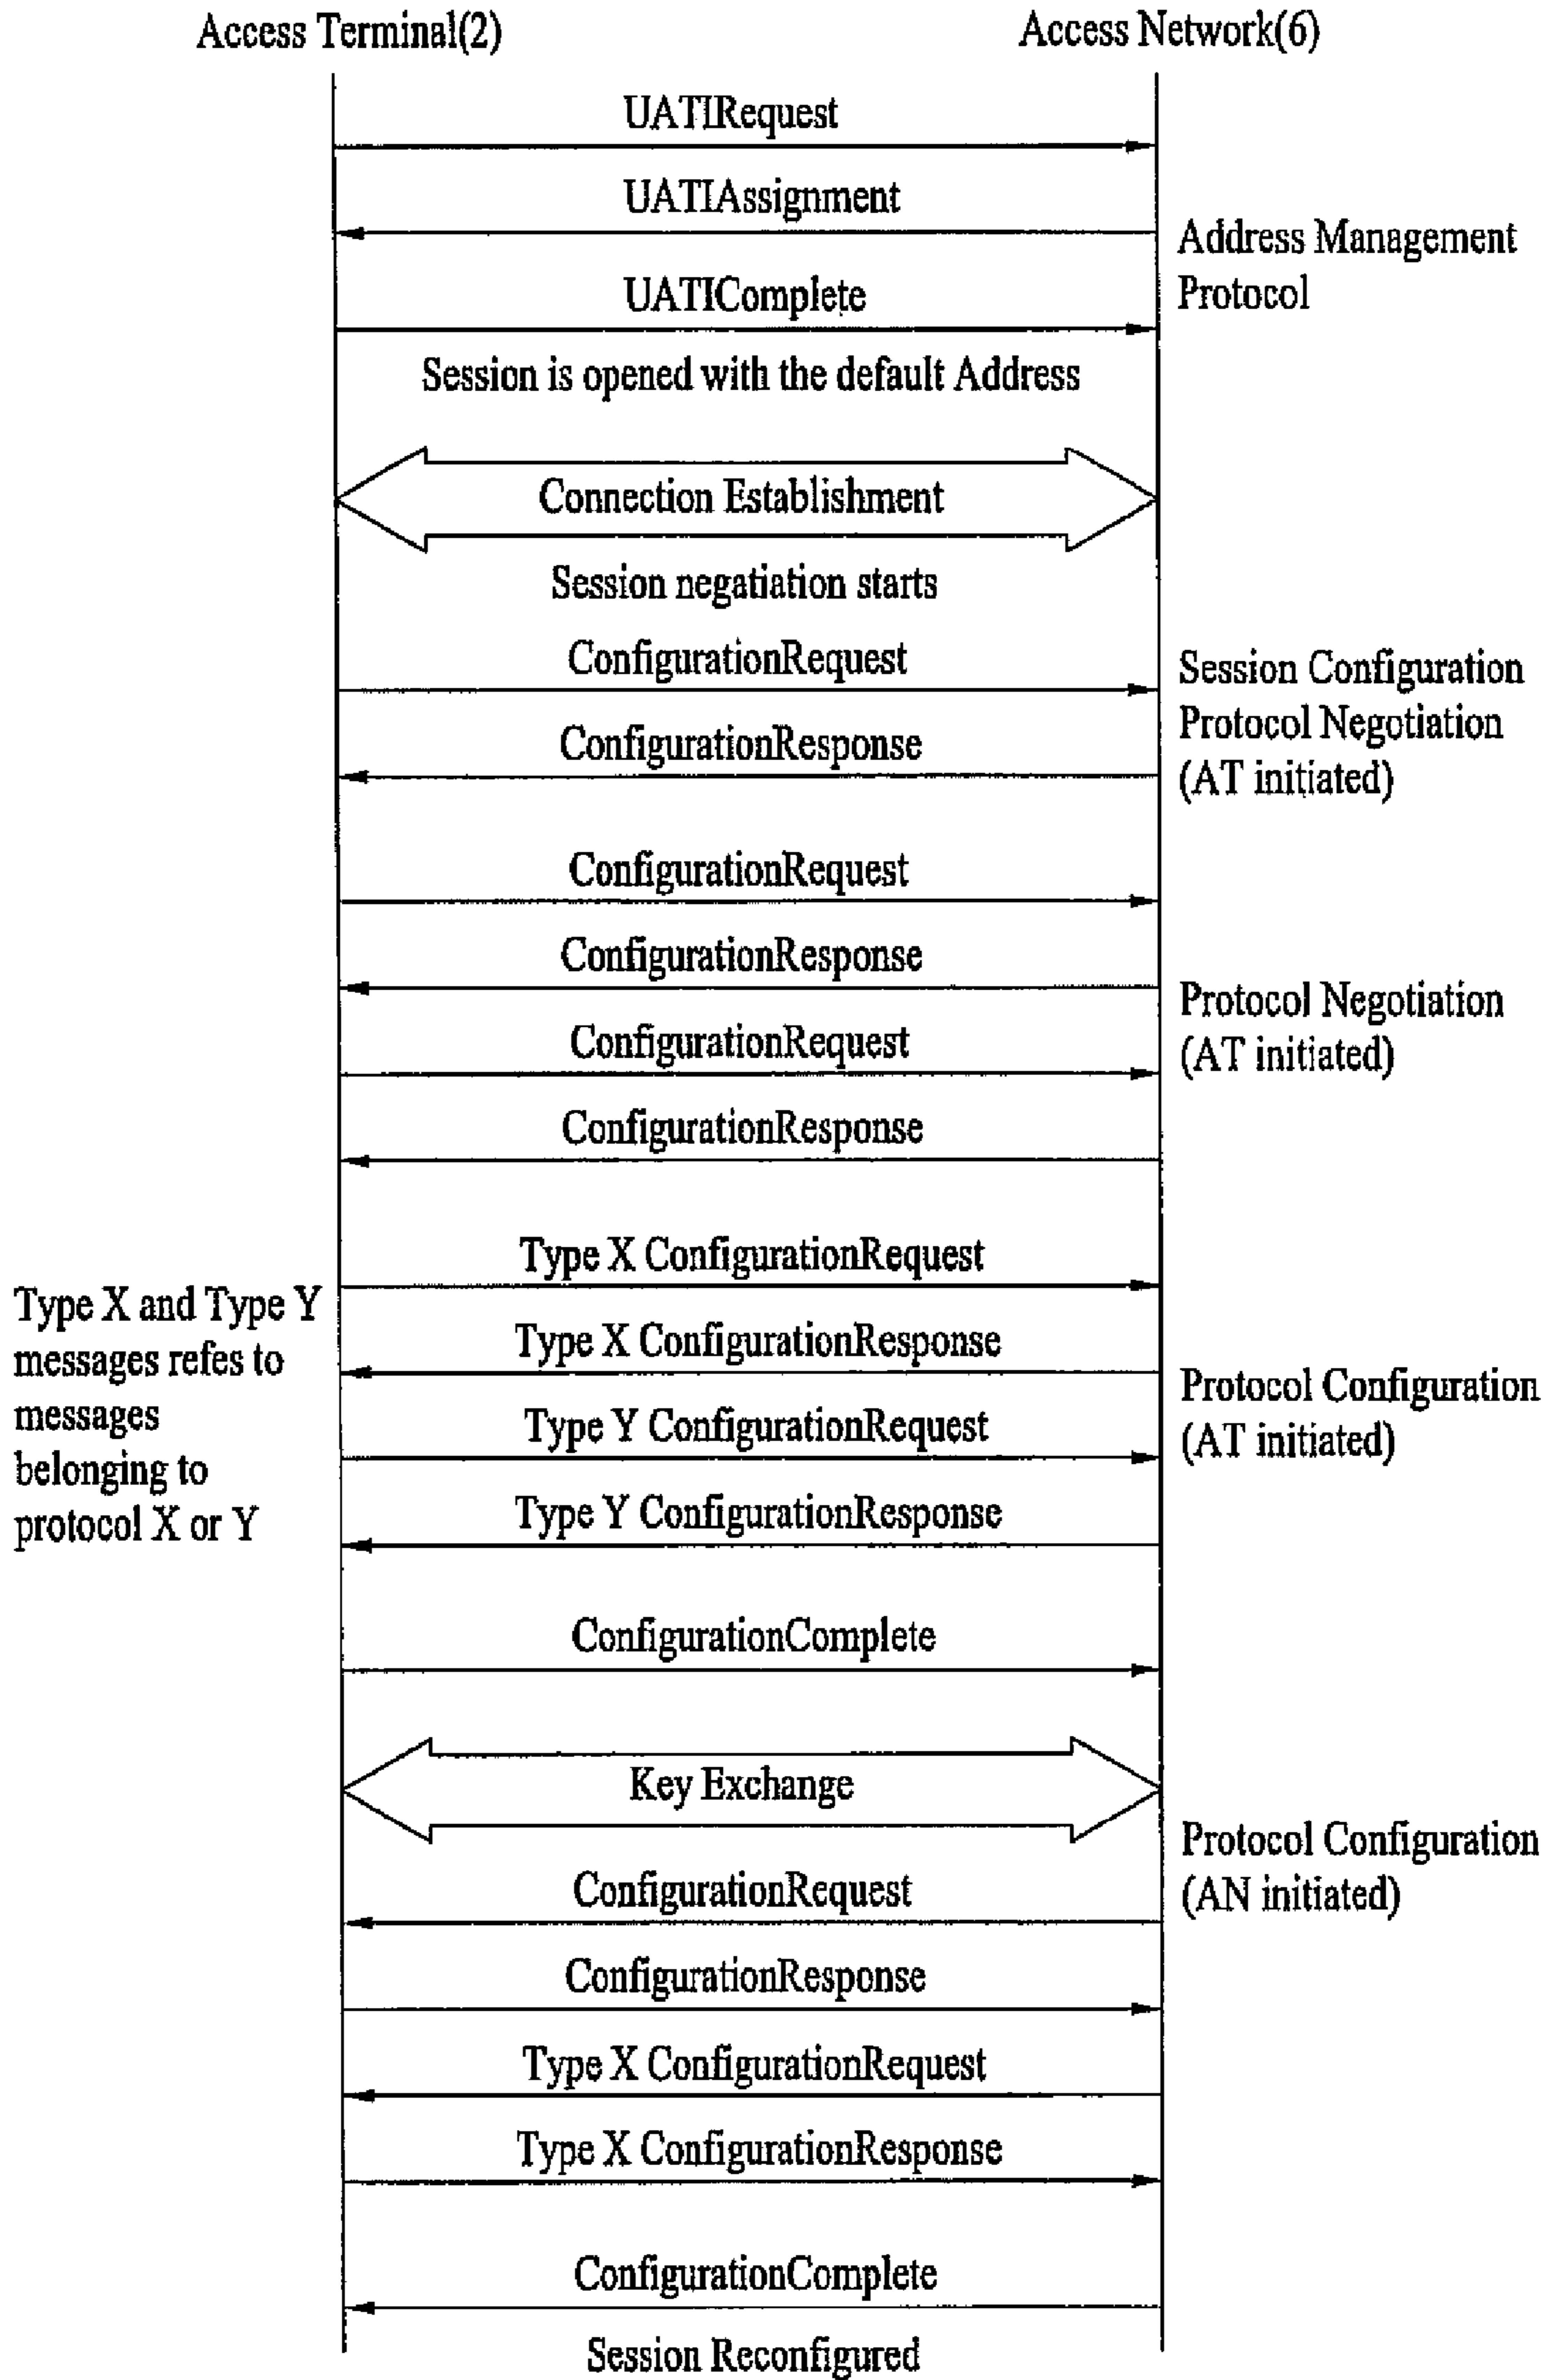 Access Terminal(2)
Access Network(6)
UATIRequest
UATIAssignment
Address Management
Protocol
UATIComplete
Session is opened with the default Address
Connection Establishment
Session negatiation starts
ConfigurationRequest
Session Configuration
Protocol Negotiation
(AT initiated)
ConfigurationResponse
ConfigurationRequest
ConfigurationResponse
Protocol Negotiation
(AT initiated)
ConfigurationRequest
ConfigurationResponse
Type X ConfigurationRequest
Type X and Type Y
messages refes to
messages
belonging to
protocol X or Y
Type X ConfigurationResponse
Protocol Configuration
(AT initiated)
Type Y ConfigurationRequest
Type Y ConfigurationResponse
ConfigurationComplete
Key Exchange
Protocol Configuration
(AN initiated)
ConfigurationRequest
ConfigurationResponse
Type X ConfigurationRequest
Type X ConfigurationResponse
ConfigurationComplete
Session Reconfigured